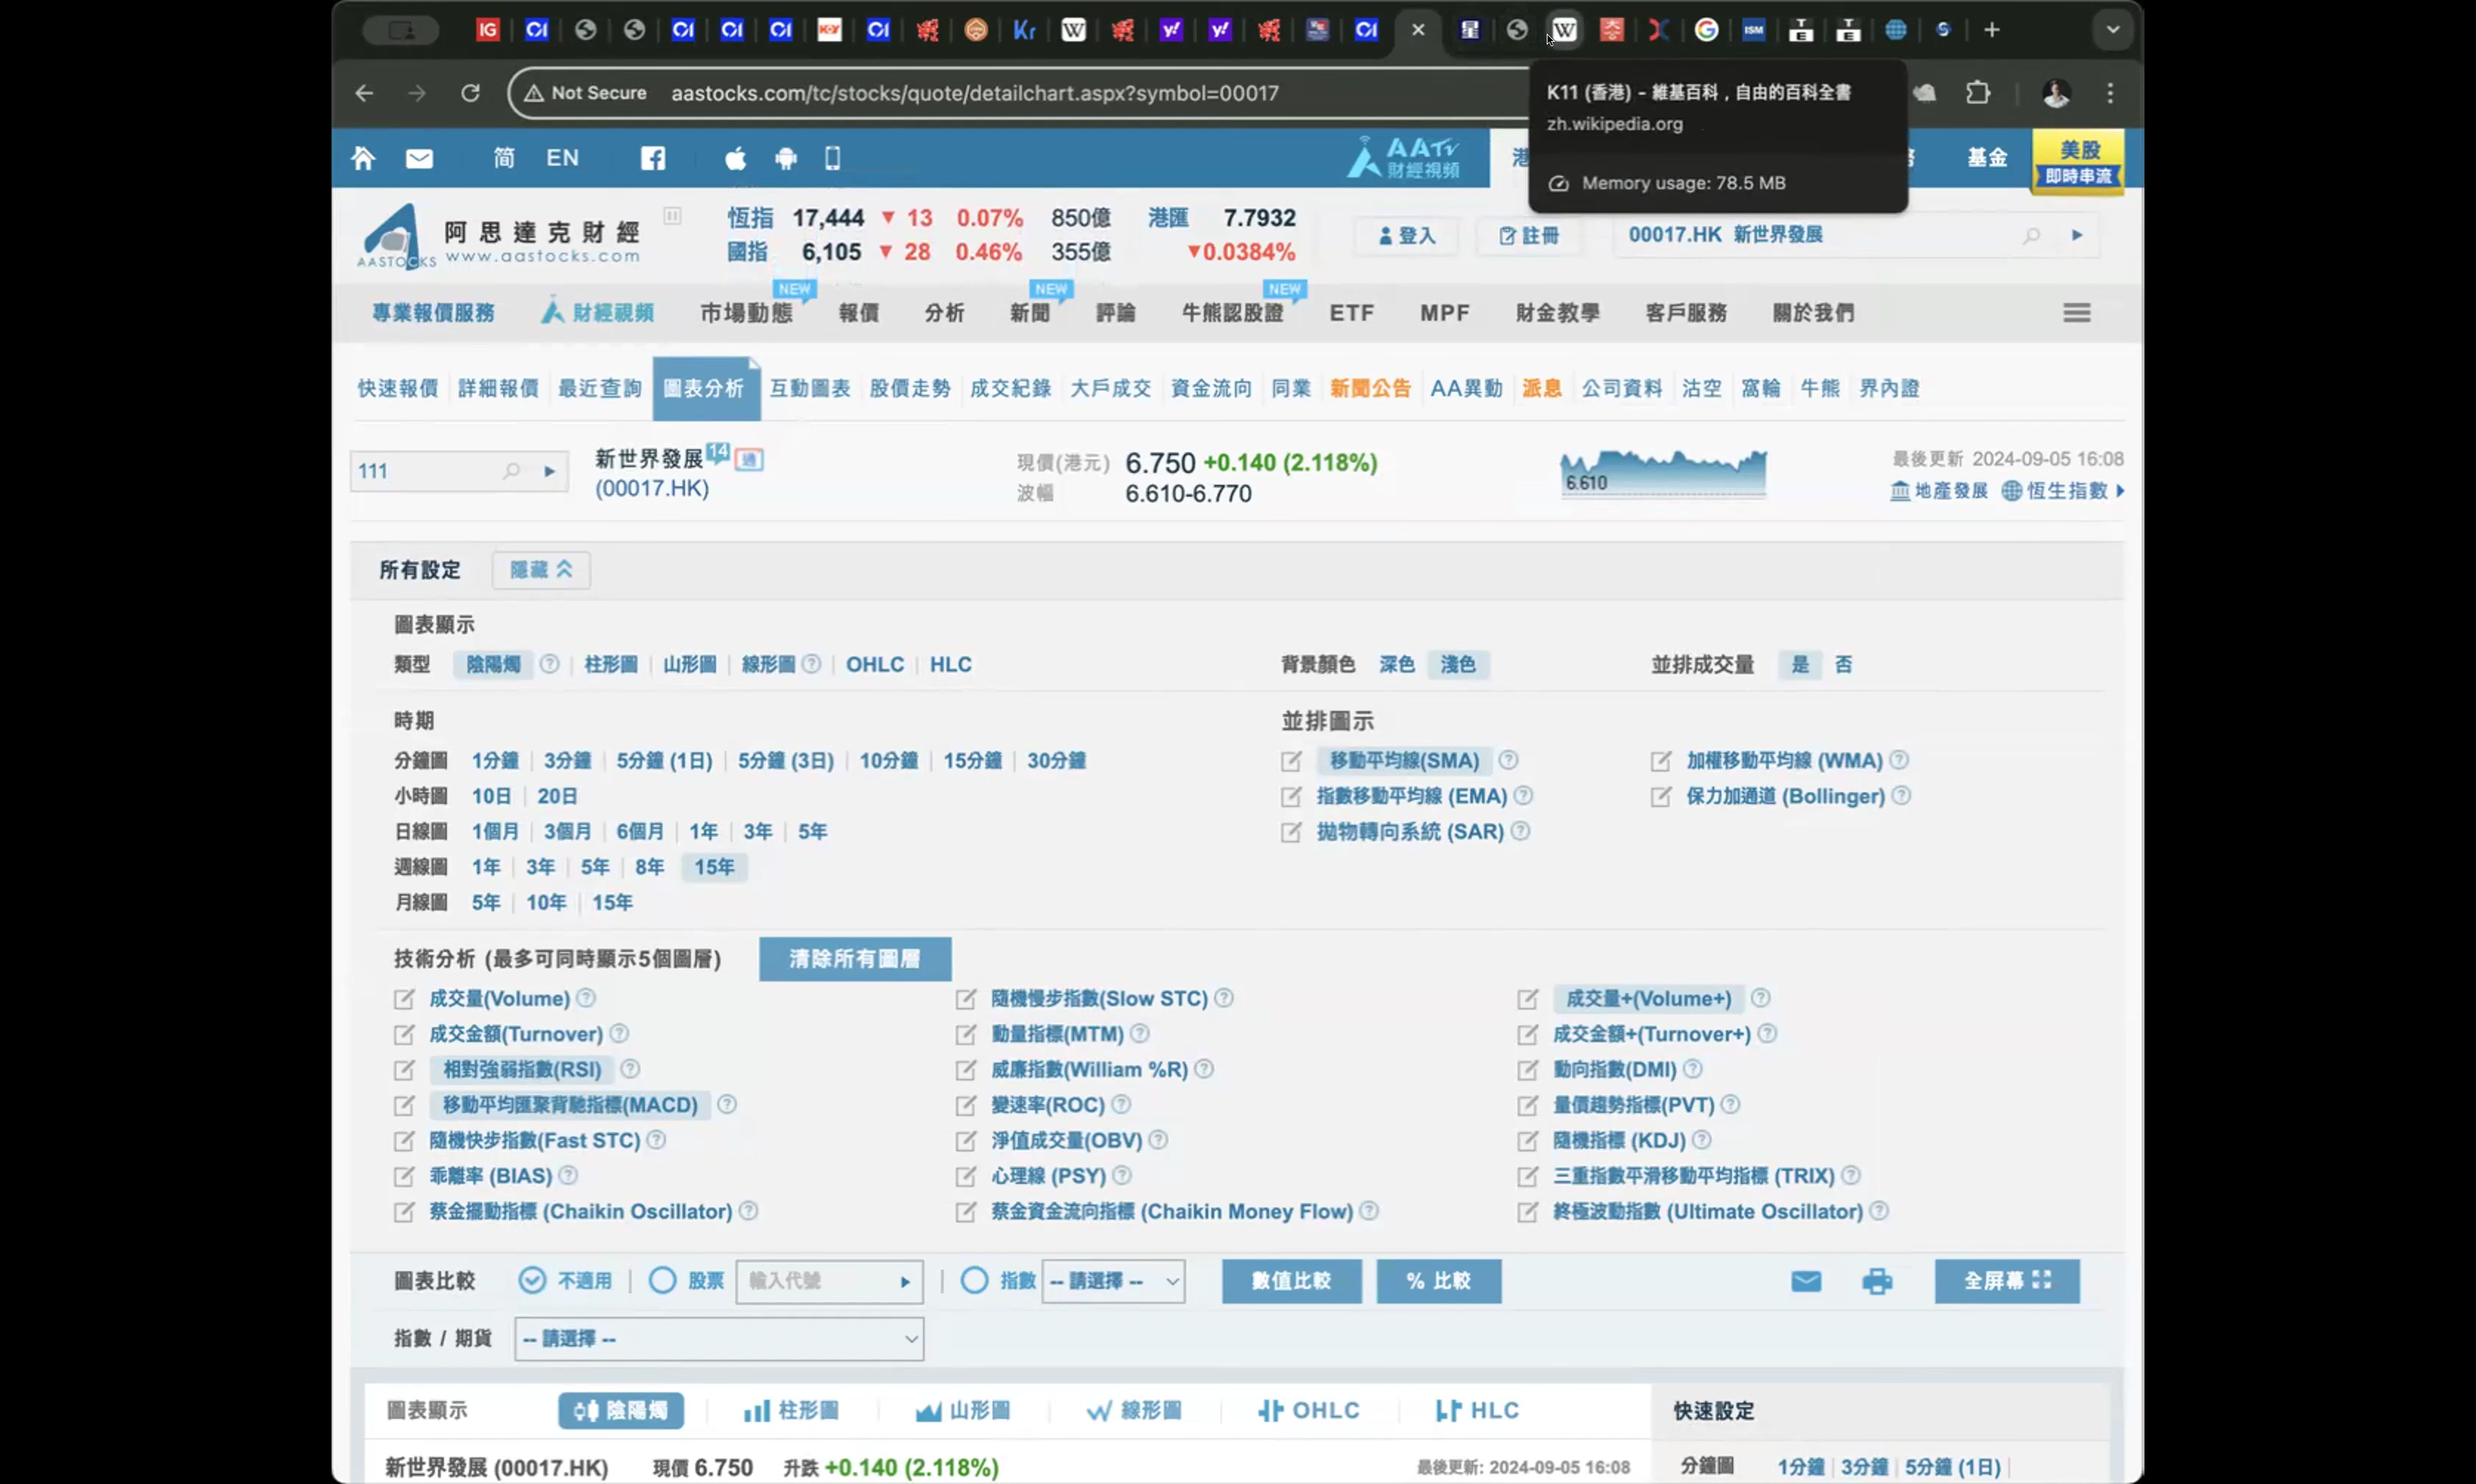 Not Secure aastocks.com/tc/stocks/quote/detailchart.aspx?symbol=00017
K11 (香港) - 維基百科，自由的百科全書
zh.wikipedia.org
Memory usage: 78.5 MB
简 EN
AATV 財經視頻
港
基金
美股
即時串流
阿思達克財經
AASTOCKS www.aastocks.com
恆指 17,444 ▼ 13 0.07% 850億 港匯 7.7932
國指 6,105 ▼ 28 0.46% 355億 ▼0.0384%
登入 註冊 00017.HK 新世界發展
NEW NEW NEW
專業報價服務 財經視頻 市場動態 報價 分析 新聞 評論 牛熊認股證 ETF MPF 財金教學 客戶服務 關於我們
快速報價 詳細報價 最近查詢 圖表分析 互動圖表 股價走勢 成交紀錄 大戶成交 資金流向 同業 新聞公告 AA異動 派息 公司資料 沽空 窩輪 牛熊 界內證
111
新世界發展 14 通
(00017.HK)
現價(港元) 6.750 +0.140 (2.118%)
波幅 6.610-6.770
6.610
最後更新 2024-09-05 16:08
地產發展 恆生指數
所有設定 隱藏
圖表顯示
類型 陰陽燭 ? 柱形圖 山形圖 線形圖 ? OHLC HLC 背景顏色 深色 淺色 並排成交量 是 否
時期
分鐘圖 1分鐘 3分鐘 5分鐘 (1日) 5分鐘 (3日) 10分鐘 15分鐘 30分鐘
小時圖 10日 20日
日線圖 1個月 3個月 6個月 1年 3年 5年
週線圖 1年 3年 5年 8年 15年
月線圖 5年 10年 15年
並排圖示
移動平均線(SMA) ? 加權移動平均線 (WMA) ?
指數移動平均線 (EMA) ? 保力加通道 (Bollinger) ?
拋物轉向系統 (SAR) ?
技術分析 (最多可同時顯示5個圖層) 清除所有圖層
成交量(Volume) ? 隨機慢步指數(Slow STC) ? 成交量+(Volume+) ?
成交金額(Turnover) ? 動量指標(MTM) ? 成交金額+(Turnover+) ?
相對強弱指數(RSI) ? 威廉指數(William %R) ? 動向指數(DMI) ?
移動平均匯聚背馳指標(MACD) ? 變速率(ROC) ? 量價趨勢指標(PVT) ?
隨機快步指數(Fast STC) ? 淨值成交量(OBV) ? 隨機指標 (KDJ) ?
乖離率 (BIAS) ? 心理線 (PSY) ? 三重指數平滑移動平均指標 (TRIX) ?
蔡金擺動指標 (Chaikin Oscillator) ? 蔡金資金流向指標 (Chaikin Money Flow) ? 終極波動指數 (Ultimate Oscillator) ?
圖表比較 不適用 股票 輸入代號 指數 -- 請選擇 -- 數值比較 % 比較 全屏幕
指數 / 期貨 -- 請選擇 --
圖表顯示 陰陽燭 柱形圖 山形圖 線形圖 OHLC HLC 快速設定
新世界發展 (00017.HK) 現價 6.750 升跌 +0.140 (2.118%) 最後更新: 2024-09-05 16:08 分鐘圖 1分鐘 3分鐘 5分鐘 (1日)